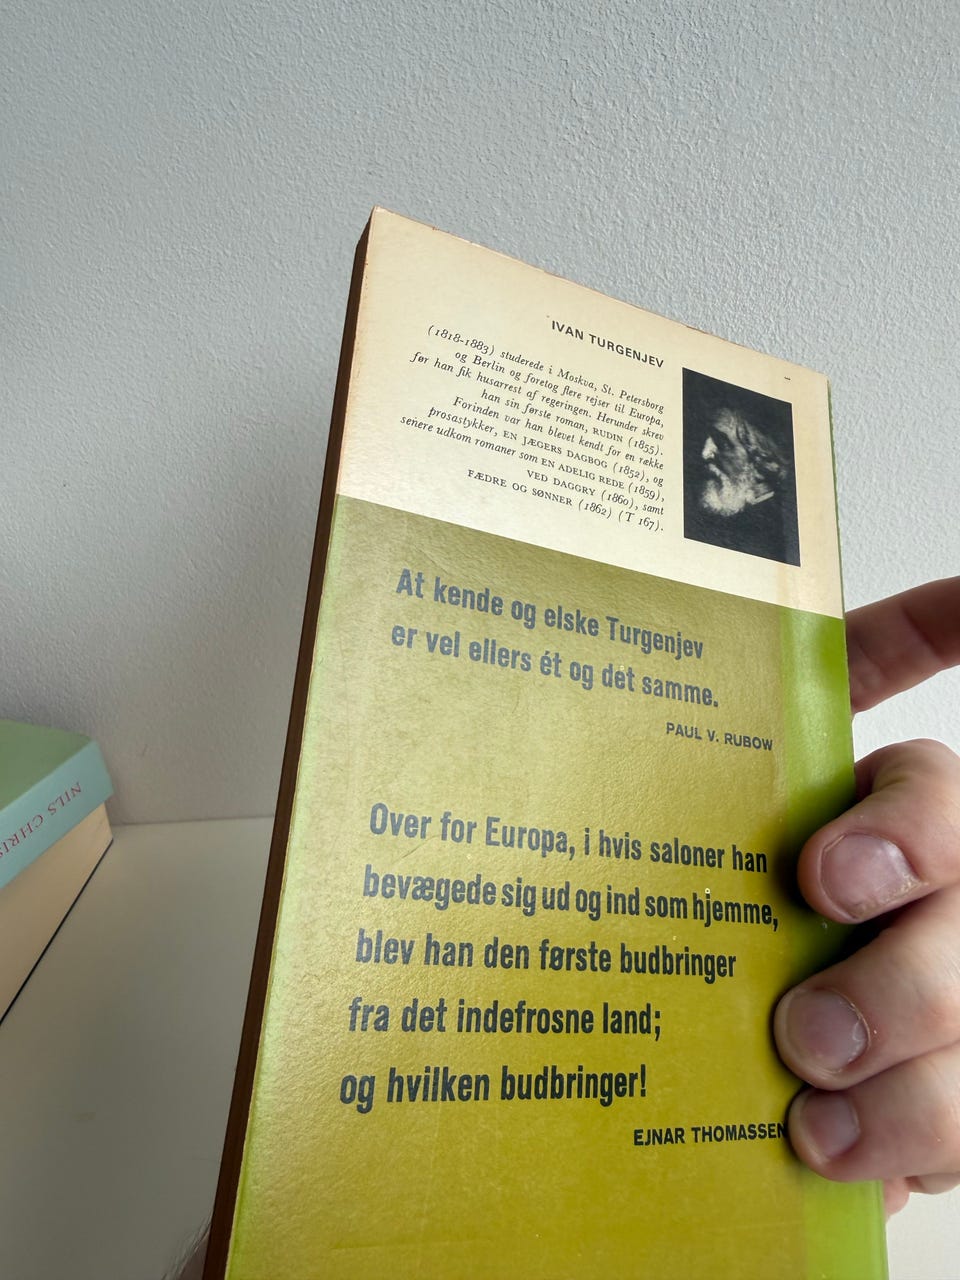 IVAN TURGENJEV
(1818-1883) studerede i Moskva, St. Petersborg
og Berlin og foretog flere rejser til Europa,
før han fik husarrest af regeringen. Herunder skrev
han sin første roman, RUDIN (1855).
Forinden var han blevet kendt for en række
prosastykker, EN JÆGERS DAGBOG (1852), og
senere udkom romaner som EN ADELIG REDE (1859),
VED DAGGRY (1860), samt
FÆDRE OG SØNNER (1862) (T 167).
At kende og elske Turgenjev
er vel ellers ét og det samme.
PAUL V. RUBOW
Over for Europa, i hvis saloner han
bevægede sig ud og ind som hjemme,
blev han den første budbringer
fra det indefrosne land;
og hvilken budbringer!
EJNAR THOMASSEN
NILS CHRIS